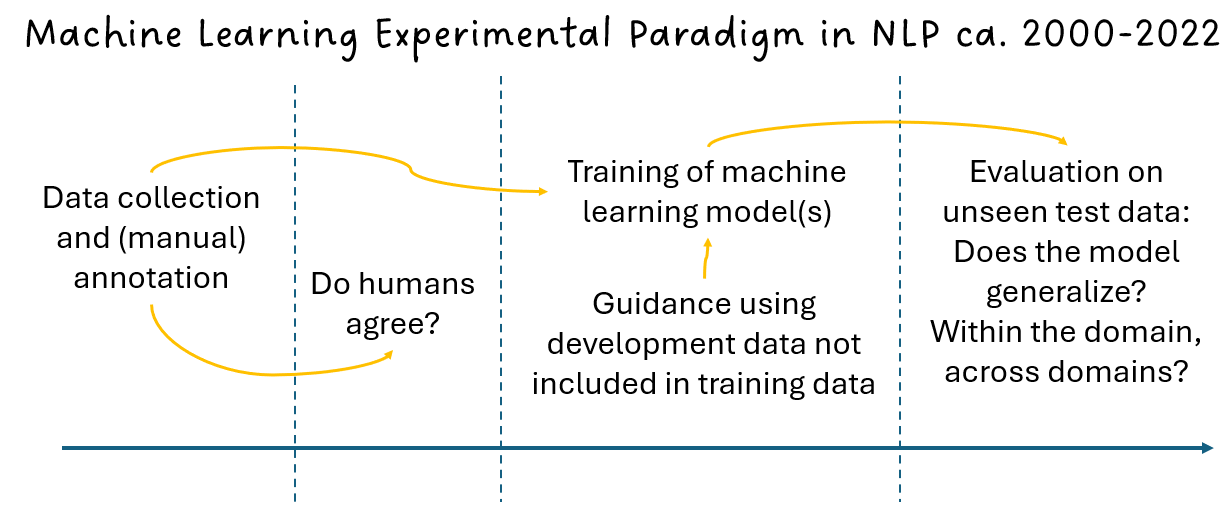 Machine Learning Experimental Paradigm in NLP ca. 2000-2022
Data collection
and (manual)
annotation
Do humans
agree?
Training of machine
learning model(s)
Guidance using
development data not
included in training data
Evaluation on
unseen test data:
Does the model
generalize?
Within the domain,
across domains?